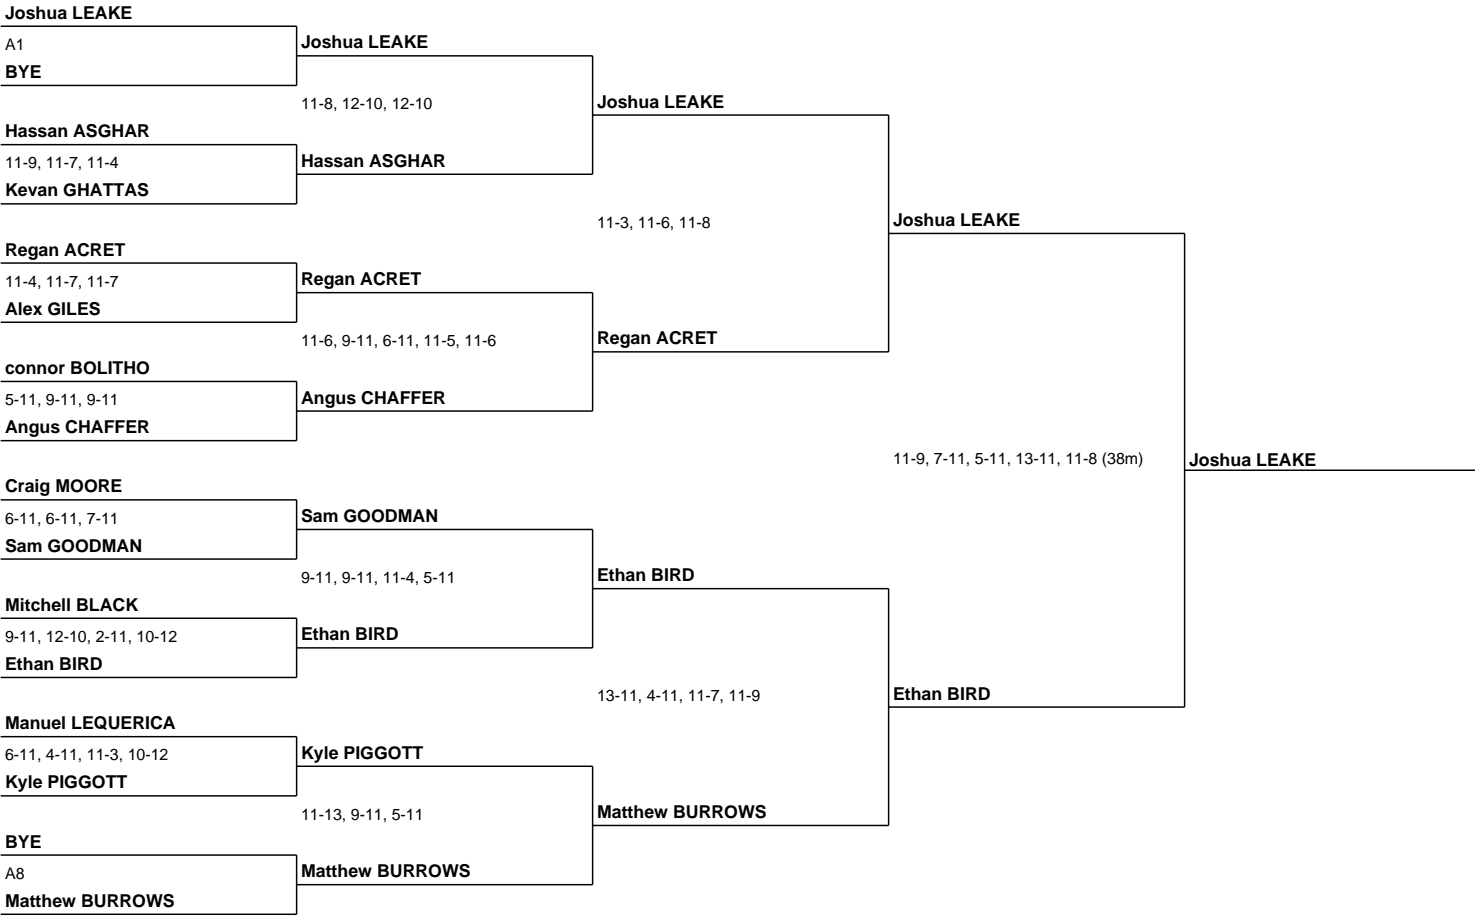 Joshua LEAKE
A1
BYE
Hassan ASGHAR
11-9, 11-7, 11-4
Kevan GHATTAS
Regan ACRET
11-4, 11-7, 11-7
Alex GILES
connor BOLITHO
5-11, 9-11, 9-11
Angus CHAFFER
Craig MOORE
6-11, 6-11, 7-11
Sam GOODMAN
Mitchell BLACK
9-11, 12-10, 2-11, 10-12
Ethan BIRD
Manuel LEQUERICA
6-11, 4-11, 11-3, 10-12
Kyle PIGGOTT
BYE
A8
Matthew BURROWS
Joshua LEAKE
11-8, 12-10, 12-10
Hassan ASGHAR
Regan ACRET
11-6, 9-11, 6-11, 11-5, 11-6
Angus CHAFFER
Sam GOODMAN
9-11, 9-11, 11-4, 5-11
Ethan BIRD
Kyle PIGGOTT
11-13, 9-11, 5-11
Matthew BURROWS
Joshua LEAKE
11-3, 11-6, 11-8
Regan ACRET
Ethan BIRD
13-11, 4-11, 11-7, 11-9
Matthew BURROWS
Joshua LEAKE
11-9, 7-11, 5-11, 13-11, 11-8 (38m)
Ethan BIRD
Joshua LEAKE